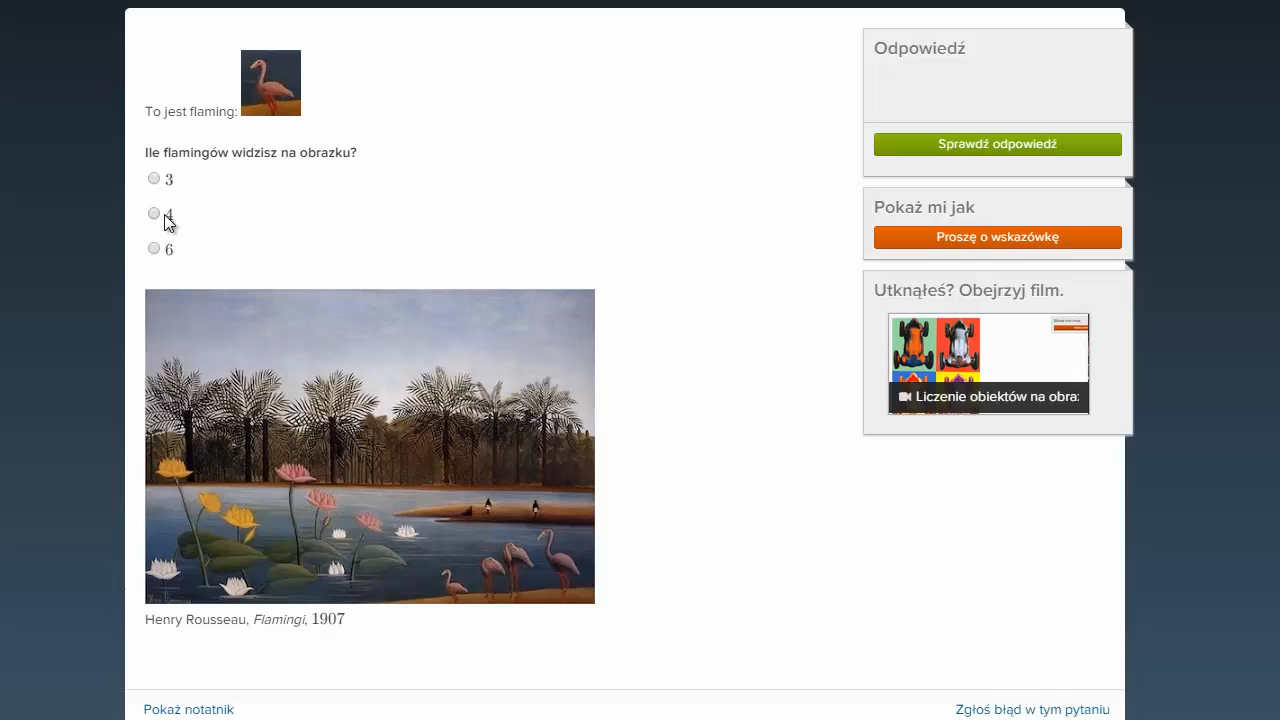 To jest flaming:
Ile flamingów widzisz na obrazku?
3
4
6
Henry Rousseau, Flamingi, 1907
Pokaż notatnik
Zgłoś błąd w tym pytaniu
Odpowiedź
Sprawdź odpowiedź
Pokaż mi jak
Proszę o wskazówkę
Utknąłeś? Obejrzyj film.
Liczenie obiektów na obra